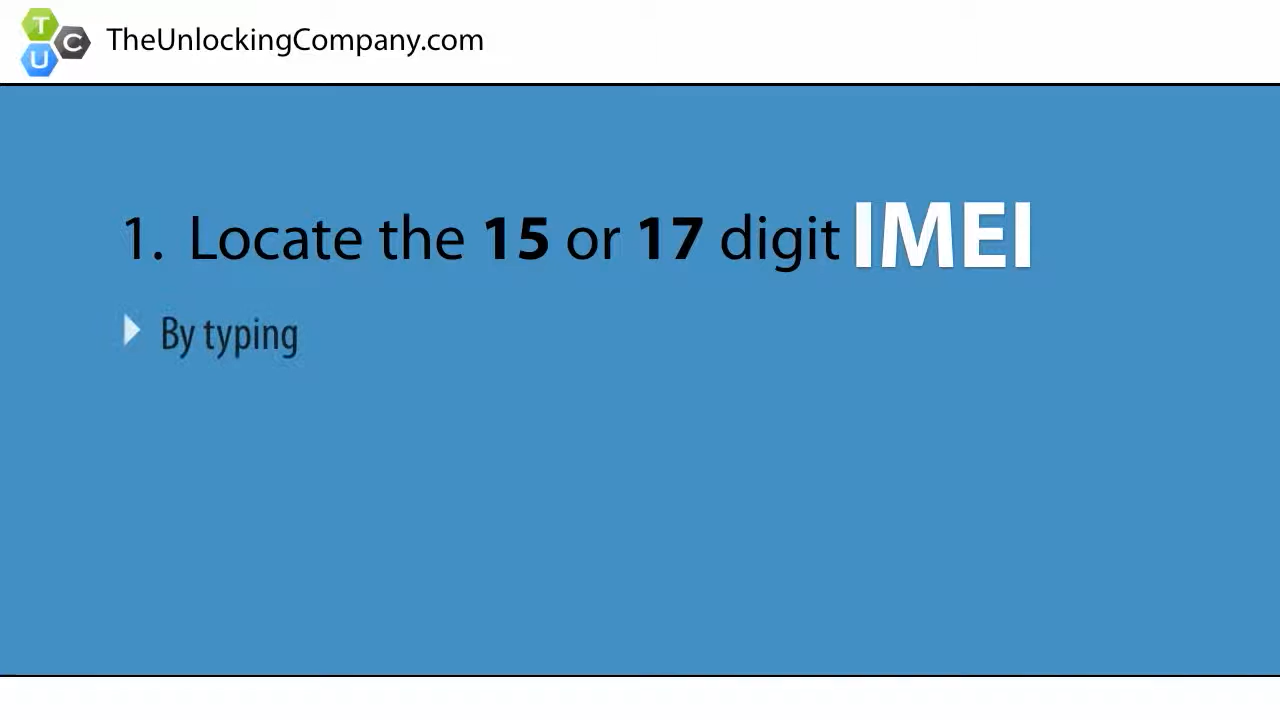 T
C
U
TheUnlockingCompany.com
1. Locate the 15 or 17 digit IMEI
By typing